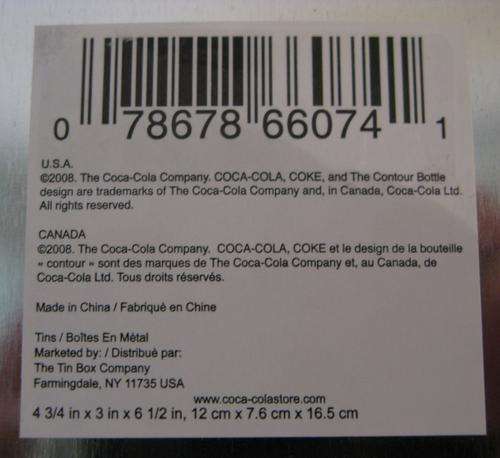 0 78678 66074 1
U.S.A.
©2008. The Coca-Cola Company. COCA-COLA, COKE, and The Contour Bottle
design are trademarks of The Coca-Cola Company and, in Canada, Coca-Cola Ltd.
All rights reserved.
CANADA
©2008. The Coca-Cola Company. COCA-COLA, COKE et le design de la bouteille
« contour » sont des marques de The Coca-Cola Company et, au Canada, de
Coca-Cola Ltd. Tous droits réservés.
Made in China / Fabriqué en Chine
Tins / Boîtes En Métal
Marketed by: / Distribué par:
The Tin Box Company
Farmingdale, NY 11735 USA
www.coca-colastore.com
4 3/4 in x 3 in x 6 1/2 in, 12 cm x 7.6 cm x 16.5 cm